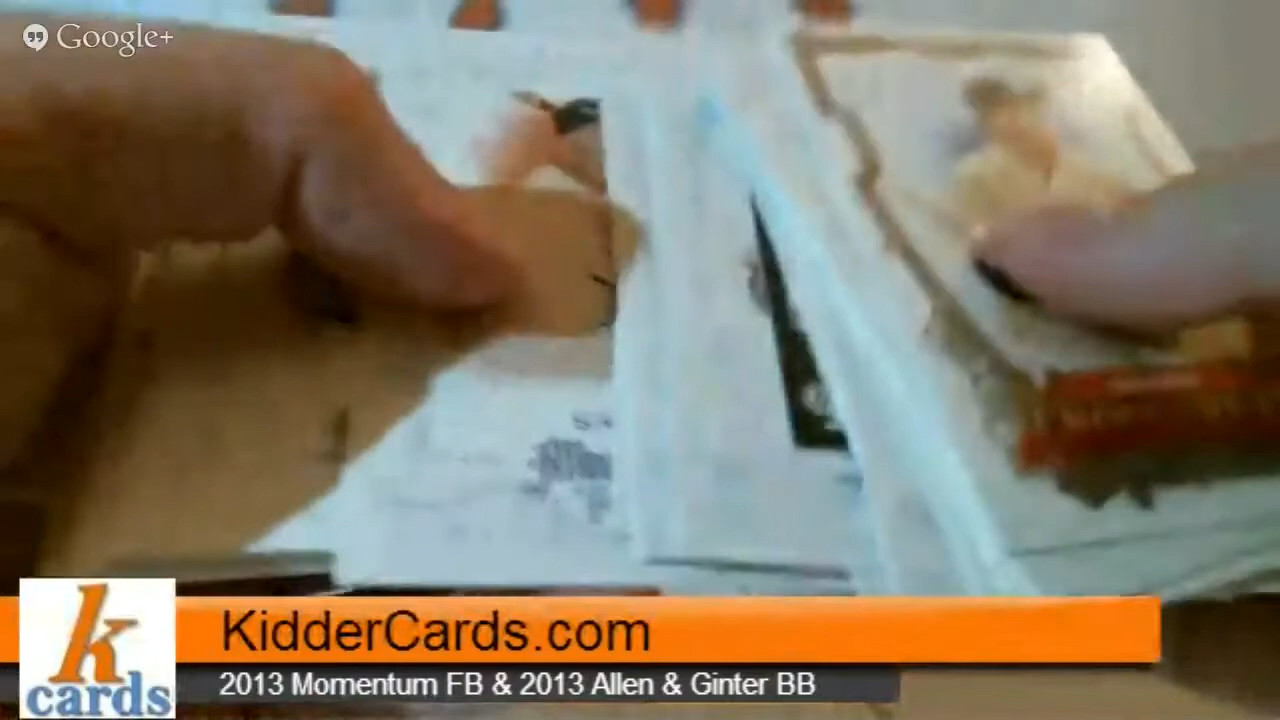 Google+
KidderCards.com
2013 Momentum FB & 2013 Allen & Ginter BB
k
cards